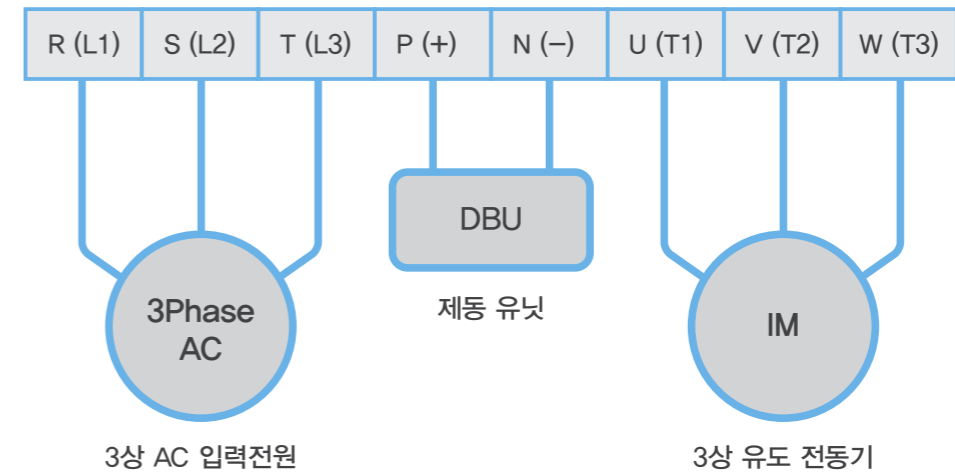 R (L1) S (L2) T (L3) P (+) N (−) U (T1) V (T2) W (T3)
DBU
제동 유닛
3Phase
AC
IM
3상 AC 입력전원
3상 유도 전동기